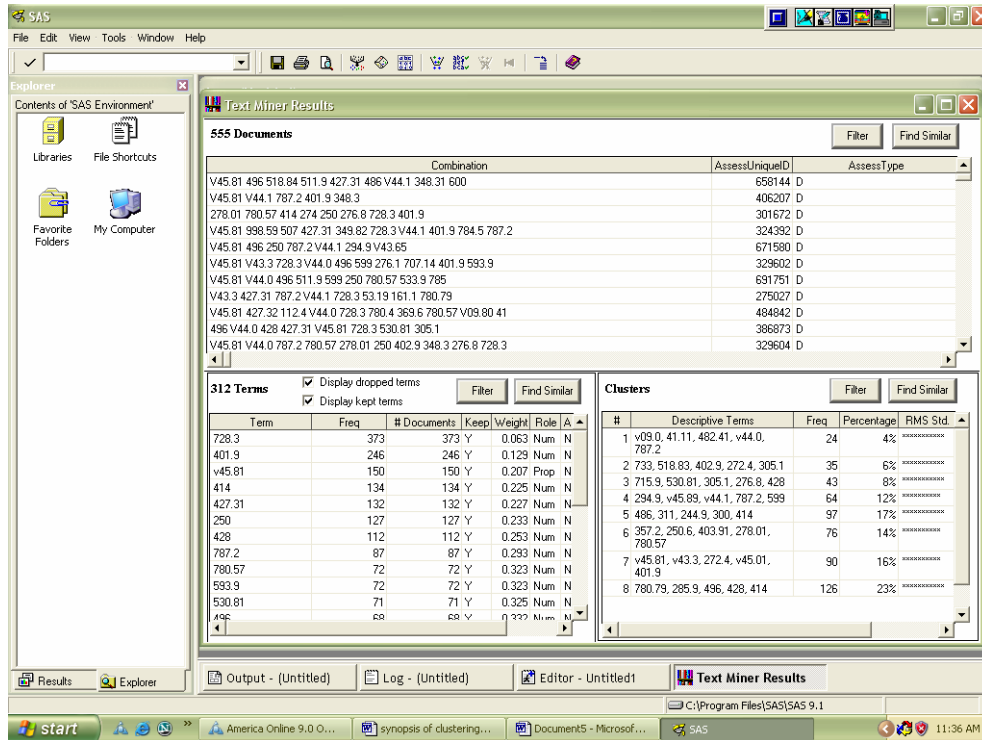 SAS
File Edit View Tools Window Help
Explorer
Contents of 'SAS Environment'
Libraries File Shortcuts
Favorite Folders My Computer
Text Miner Results
555 Documents Filter Find Similar
Combination AssessUniqueID AssessType
V45.81 496 518.84 511.9 427.31 486 V44.1 348.31 600 658144 D
V45.81 V44.1 787.2 401.9 348.3 406207 D
278.01 780.57 414 274 250 276.8 728.3 401.9 301672 D
V45.81 998.59 507 427.31 349.82 728.3 V44.1 401.9 784.5 787.2 324392 D
V45.81 496 250 787.2 V44.1 294.9 V43.65 671580 D
V45.81 V43.3 728.3 V44.0 496 599 276.1 707.14 401.9 593.9 329602 D
V45.81 V44.0 496 511.9 599 250 780.57 533.9 785 691751 D
V43.3 427.31 787.2 V44.1 728.3 53.19 161.1 780.79 275027 D
V45.81 427.32 112.4 V44.0 728.3 780.4 369.6 780.57 V09.80 41 484842 D
496 V44.0 428 427.31 V45.81 728.3 530.81 305.1 386873 D
V45.81 V44.0 787.2 780.57 278.01 250 402.9 348.3 276.8 728.3 329604 D
312 Terms Display dropped terms Filter Find Similar
Display kept terms
Term Freq # Documents Keep Weight Role A
728.3 373 373 Y 0.063 Num N
401.9 246 246 Y 0.129 Num N
v45.81 150 150 Y 0.207 Prop N
414 134 134 Y 0.225 Num N
427.31 132 132 Y 0.227 Num N
250 127 127 Y 0.233 Num N
428 112 112 Y 0.253 Num N
787.2 87 87 Y 0.293 Num N
780.57 72 72 Y 0.323 Num N
593.9 72 72 Y 0.323 Num N
530.81 71 71 Y 0.325 Num N
496 68 68 Y 0.332 Num N
Clusters Filter Find Similar
# Descriptive Terms Freq Percentage RMS Std.
1 v09.0, 41.11, 482.41, v44.0, 787.2 24 4% xxxxxxxxxx
2 733, 518.83, 402.9, 272.4, 305.1 35 6% xxxxxxxxxx
3 715.9, 530.81, 305.1, 276.8, 428 43 8% xxxxxxxxxx
4 294.9, v45.89, v44.1, 787.2, 599 64 12% xxxxxxxxxx
5 486, 311, 244.9, 300, 414 97 17% xxxxxxxxxx
6 357.2, 250.6, 403.91, 278.01, 780.57 76 14% xxxxxxxxxx
7 v45.81, v43.3, 272.4, v45.01, 401.9 90 16% xxxxxxxxxx
8 780.79, 285.9, 496, 428, 414 126 23% xxxxxxxxxx
Results Explorer
Output - (Untitled) Log - (Untitled) Editor - Untitled1 Text Miner Results
C:\Program Files\SAS\SAS 9.1
start » America Online 9.0 O... synopsis of clustering... Document5 - Microsof... SAS 11:36 AM